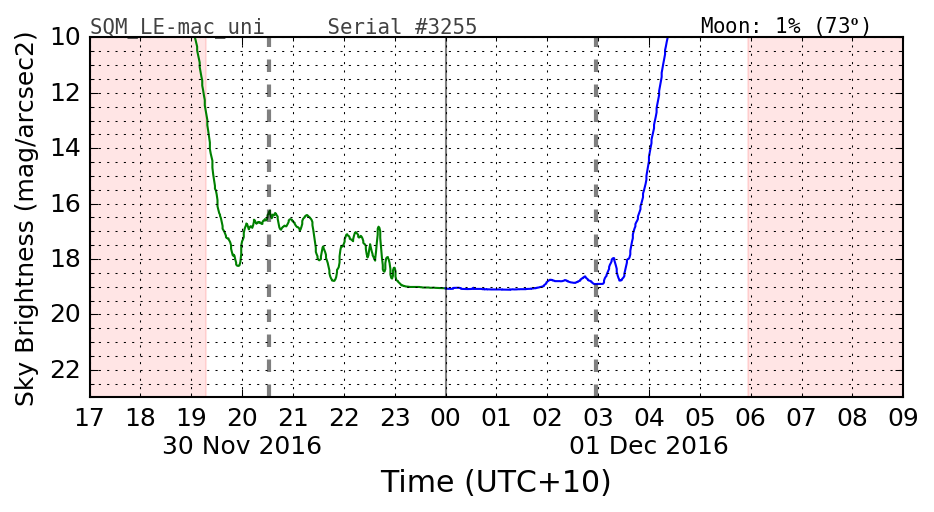 SQM_LE-mac_uni Serial #3255 Moon: 1% (73°)
Sky Brightness (mag/arcsec2)
10
12
14
16
18
20
22
17 18 19 20 21 22 23 00 01 02 03 04 05 06 07 08 09
30 Nov 2016 01 Dec 2016
Time (UTC+10)